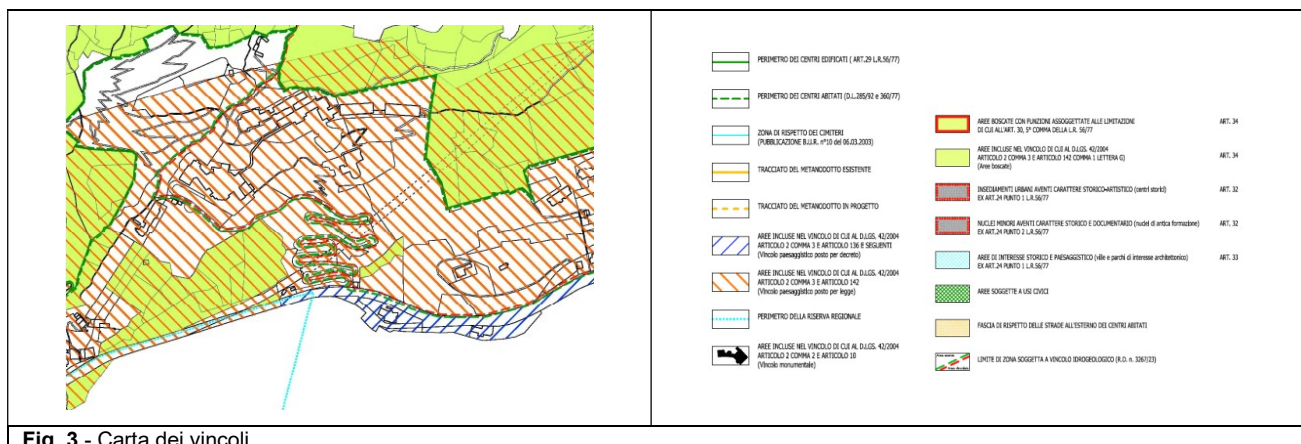 PERIMETRO DEI CENTRI EDIFICATI ( ART.29 L.R.56/77)
PERIMETRO DEI CENTRI ABITATI (D.L.285/92 e 360/77)
ZONA DI RISPETTO DEI CIMITERI
(PUBBLICAZIONE B.U.R. n°10 del 06.03.2003)
TRACCIATO DEL METANODOTTO ESISTENTE
TRACCIATO DEL METANODOTTO IN PROGETTO
AREE INCLUSE NEL VINCOLO DI CUI AL D.LGS. 42/2004
ARTICOLO 2 COMMA 3 E ARTICOLO 136 E SEGUENTI
(Vincolo paesaggistico posto per decreto)
AREE INCLUSE NEL VINCOLO DI CUI AL D.LGS. 42/2004
ARTICOLO 2 COMMA 3 E ARTICOLO 142
(Vincolo paesaggistico posto per legge)
PERIMETRO DELLA RISERVA REGIONALE
AREE INCLUSE NEL VINCOLO DI CUI AL D.LGS. 42/2004
ARTICOLO 2 COMMA 2 E ARTICOLO 10
(Vincolo monumentale)
AREE BOSCATE CON FUNZIONI ASSOGGETTATE ALLE LIMITAZIONI ART. 34
DI CUI ALL'ART. 30, 5° COMMA DELLA L.R. 56/77
AREE INCLUSE NEL VINCOLO DI CUI AL D.LGS. 42/2004
ARTICOLO 2 COMMA 3 E ARTICOLO 142 COMMA 1 LETTERA G) ART. 34
(Aree boscate)
INSEDIAMENTI URBANI AVENTI CARATTERE STORICO-ARTISTICO (centri storici) ART. 32
EX ART.24 PUNTO 1 L.R.56/77
NUCLEI MINORI AVENTI CARATTERE STORICO E DOCUMENTARIO (nuclei di antica formazione) ART. 32
EX ART.24 PUNTO 2 L.R.56/77
AREE DI INTERESSE STORICO E PAESAGGISTICO (ville e parchi di interesse architettonico) ART. 33
EX ART.24 PUNTO 1 L.R.56/77
AREE SOGGETTE A USI CIVICI
FASCIA DI RISPETTO DELLE STRADE ALL'ESTERNO DEI CENTRI ABITATI
LIMITE DI ZONA SOGGETTA A VINCOLO IDROGEOLOGICO (R.D. n. 3267/23)
Fig. 3 - Carta dei vincoli